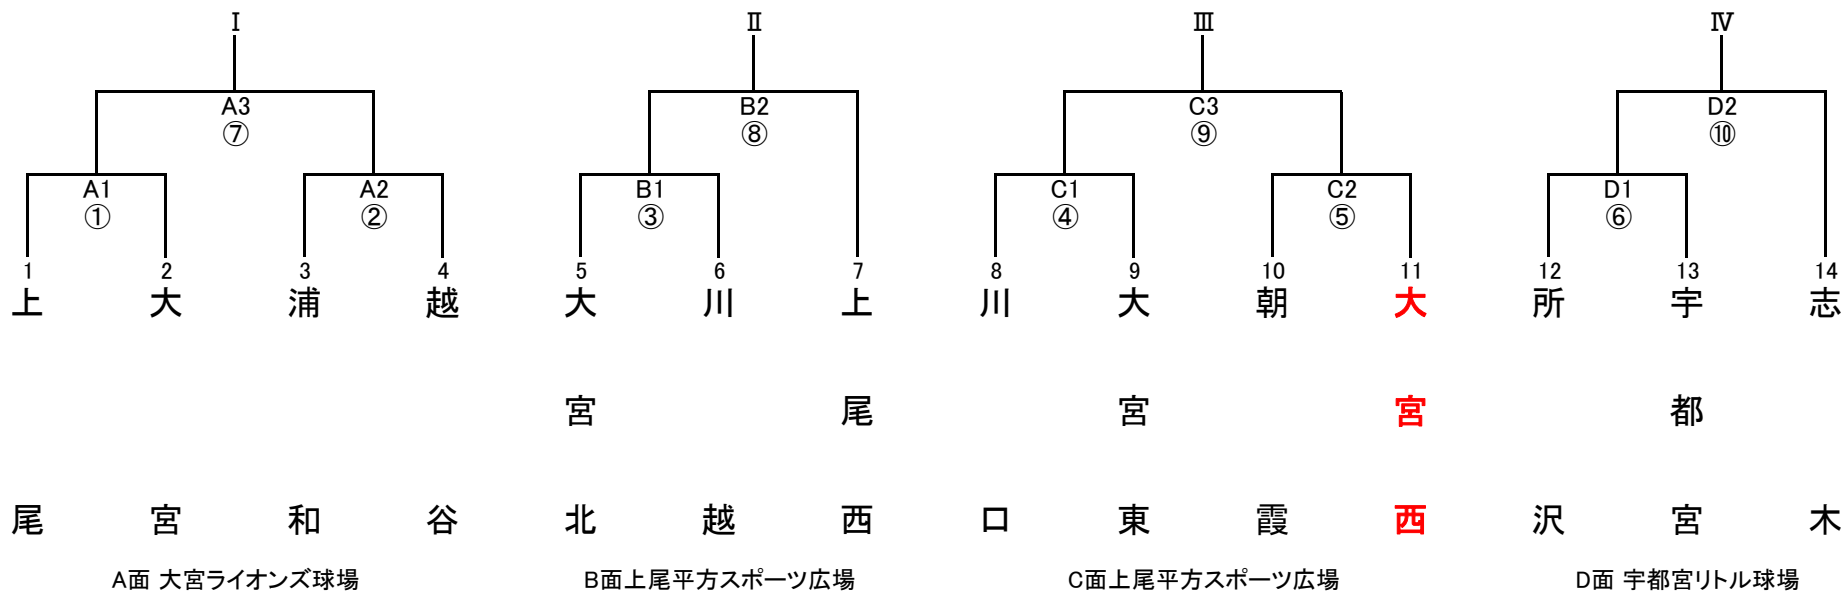 Ⅰ Ⅱ Ⅲ Ⅳ
A3 B2 C3 D2
⑦ ⑧ ⑨ ⑩
A1 A2 B1 C1 C2 D1
① ② ③ ④ ⑤ ⑥
1 2 3 4 5 6 7 8 9 10 11 12 13 14
上尾
大宮
浦和
越谷
大宮北
川越
上尾西
川口
大宮東
朝霞
大宮西
所沢
宇都宮
志木
A面 大宮ライオンズ球場
B面上尾平方スポーツ広場
C面上尾平方スポーツ広場
D面 宇都宮リトル球場